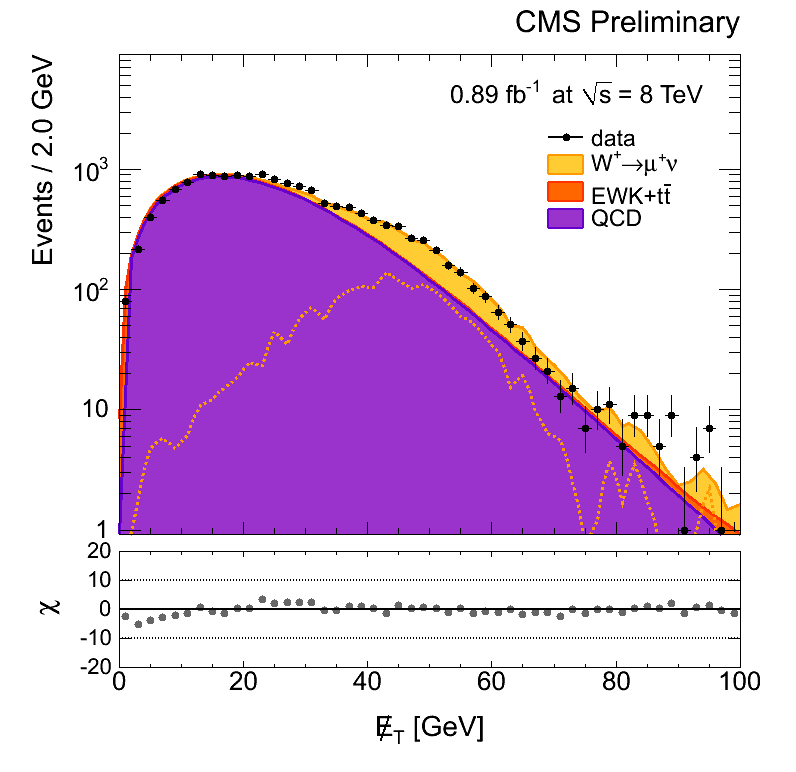 CMS Preliminary
0.89 fb⁻¹ at √s = 8 TeV
data
W⁺→μ⁺ν
EWK+tt̄
QCD
Events / 2.0 GeV
10³
10²
10
1
20
10
0
-10
-20
χ
0 20 40 60 80 100
E̸_T [GeV]